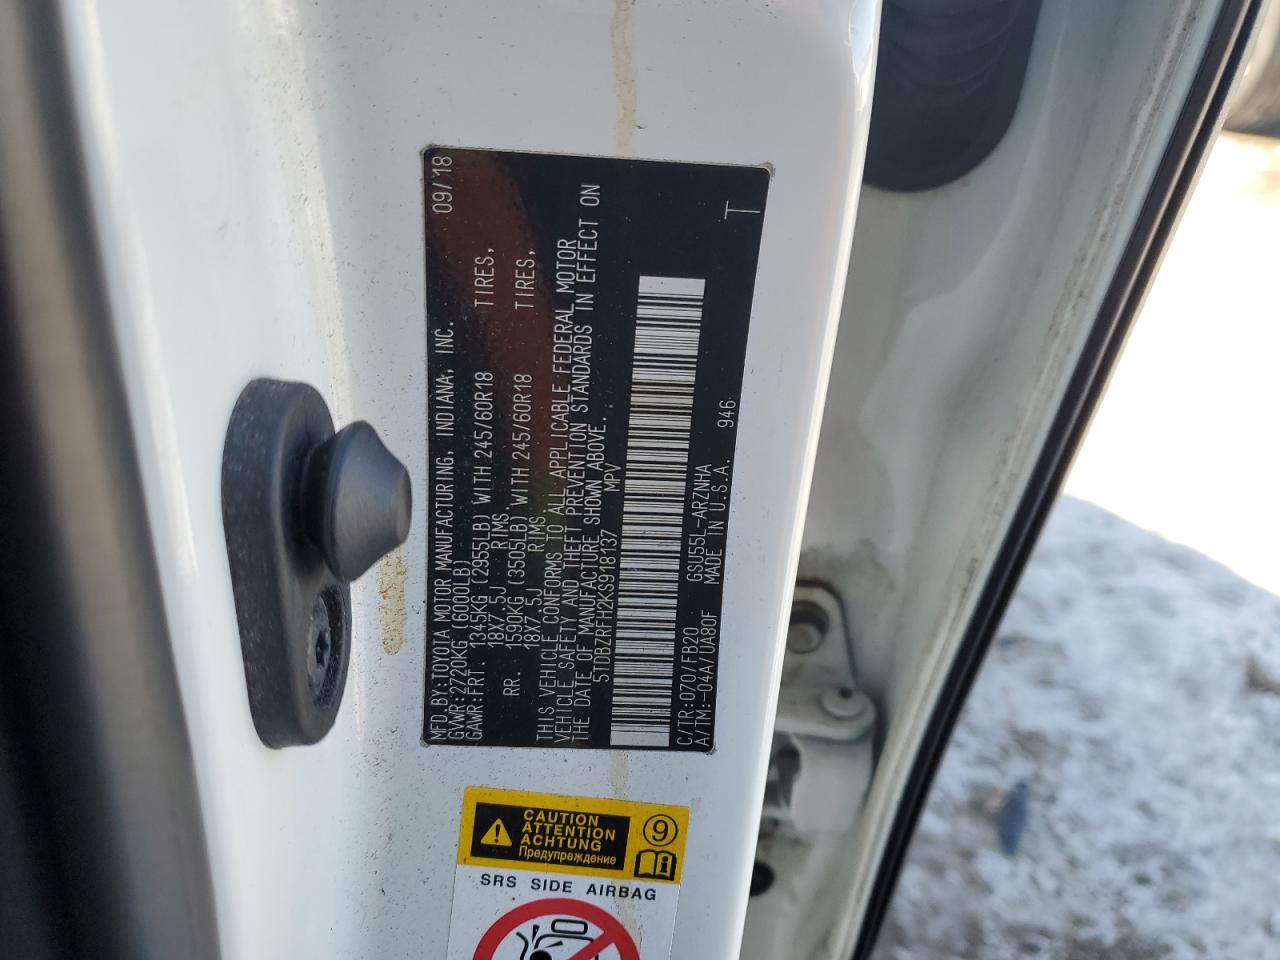 MFD.BY:TOYOTA MOTOR MANUFACTURING, INDIANA, INC. 09/18
GVWR:2720KG (6000LB)
GAWR:FRT. 1345KG (2955LB) WITH 245/60R18 TIRES,
18X7.5J RIMS,
RR. 1590KG (3505LB) WITH 245/60R18 TIRES,
18X7.5J RIMS
THIS VEHICLE CONFORMS TO ALL APPLICABLE FEDERAL MOTOR
VEHICLE SAFETY AND THEFT PREVENTION STANDARDS IN EFFECT ON
THE DATE OF MANUFACTURE SHOWN ABOVE.
5TDBZRFH2KS918137 MPV
C/TR:070/FB20 GSU55L-ARZNHA 946 T
A/TM:-04A/UA80F MADE IN U.S.A.
CAUTION
ATTENTION
ACHTUNG
Предупреждение
9
SRS SIDE AIRBAG